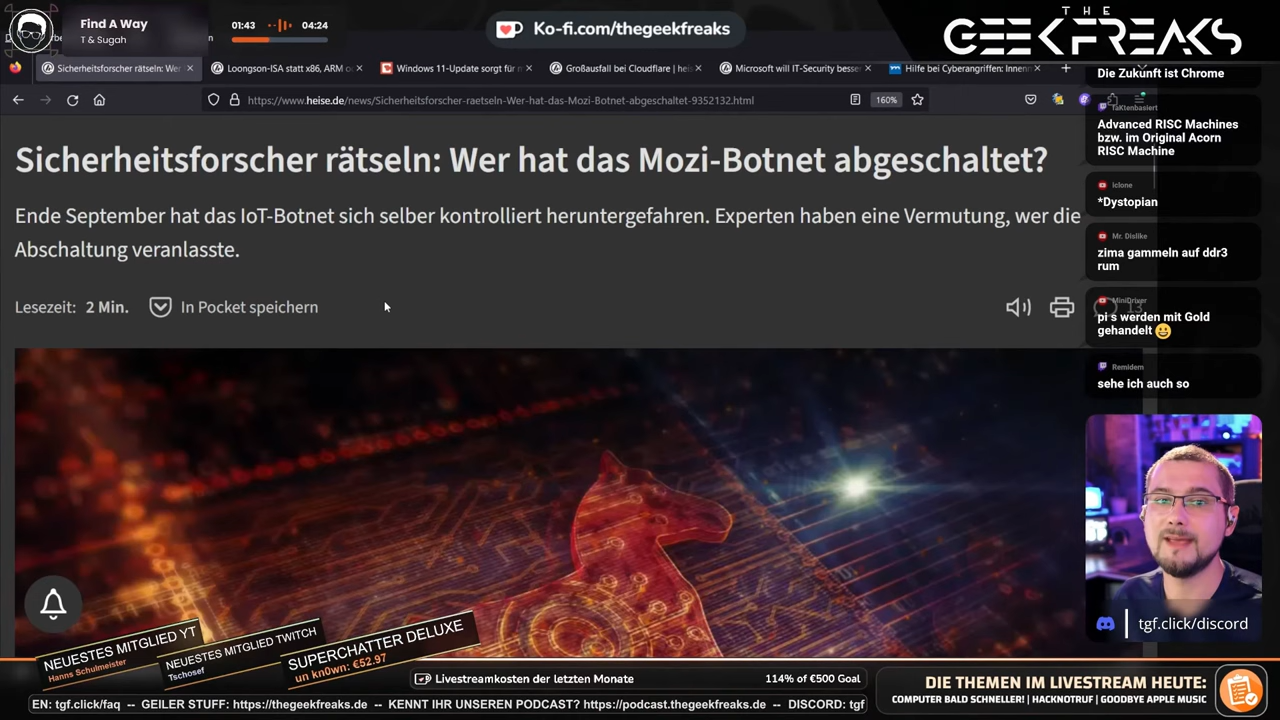 Find A Way
T & Sugah
01:43
04:24
Ko-fi.com/thegeekfreaks
THE
GEEKFREAKS
Sicherheitsforscher rätseln: Wer
Loongson-ISA statt x86, ARM o
Windows 11-Update sorgt für m
Großausfall bei Cloudflare | heis
Microsoft will IT-Security besser
Hilfe bei Cyberangriffen: Innenm
https://www.heise.de/news/Sicherheitsforscher-raetseln-Wer-hat-das-Mozi-Botnet-abgeschaltet-9352132.html
160%
Sicherheitsforscher rätseln: Wer hat das Mozi-Botnet abgeschaltet?
Ende September hat das IoT-Botnet sich selber kontrolliert heruntergefahren. Experten haben eine Vermutung, wer die
Abschaltung veranlasste.
Lesezeit: 2 Min.
In Pocket speichern
13
Die Zukunft ist Chrome
TaKtenbasiert
Advanced RISC Machines
bzw. im Original Acorn
RISC Machine
Iclone
*Dystopian
Mr. Dislike
zima gammeln auf ddr3
rum
MiniDriver
pi s werden mit Gold
gehandelt 😀
Remidem
sehe ich auch so
tgf.click/discord
NEUESTES MITGLIED YT
Hanns Schulmeister
NEUESTES MITGLIED TWITCH
Tschosef
SUPERCHATTER DELUXE
un kn0wn: €52.97
Livestreamkosten der letzten Monate
114% of €500 Goal
EN: tgf.click/faq -- GEILER STUFF: https://thegeekfreaks.de -- KENNT IHR UNSEREN PODCAST? https://podcast.thegeekfreaks.de -- DISCORD: tgf
DIE THEMEN IM LIVESTREAM HEUTE:
COMPUTER BALD SCHNELLER! | HACKNOTRUF | GOODBYE APPLE MUSIC